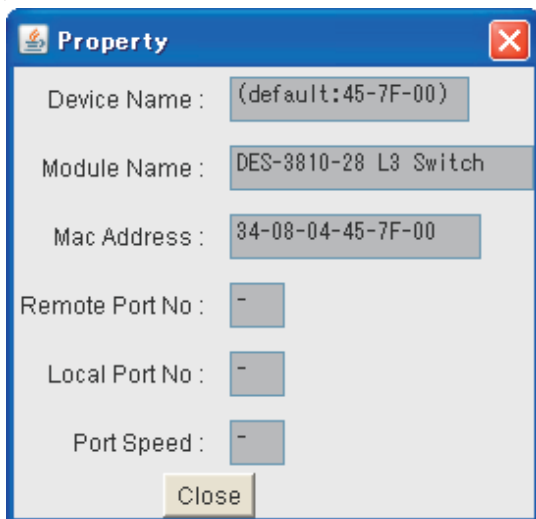 Property
Device Name : (default:45-7F-00)
Module Name : DES-3810-28 L3 Switch
Mac Address : 34-08-04-45-7F-00
Remote Port No : -
Local Port No : -
Port Speed : -
Close